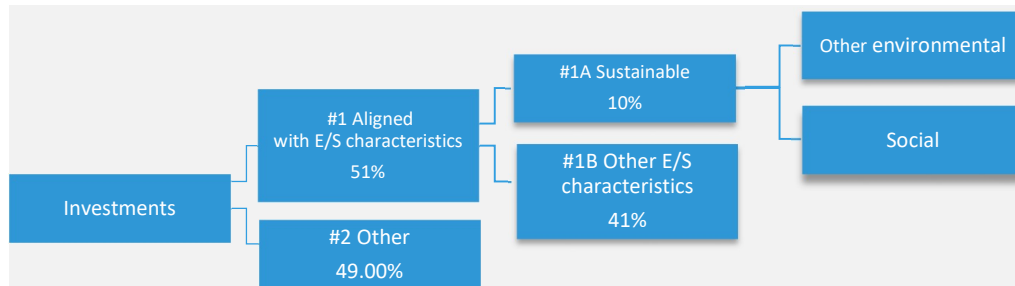 Investments
#1 Aligned
with E/S characteristics
51%
#2 Other
49.00%
#1A Sustainable
10%
#1B Other E/S
characteristics
41%
Other environmental
Social